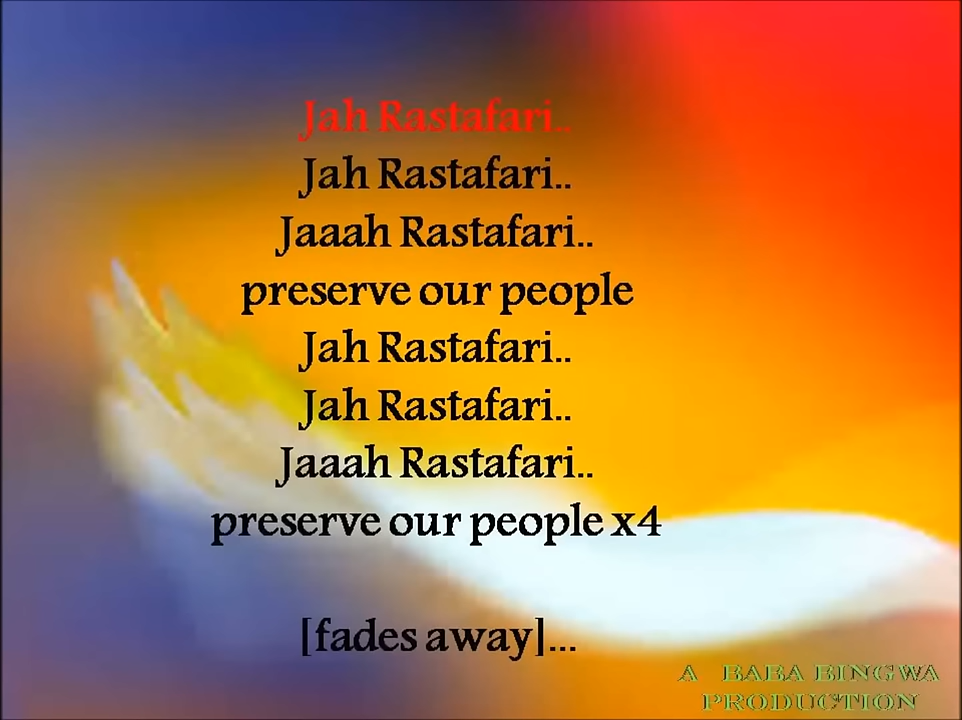 Jah Rastafari..
Jah Rastafari..
Jaaah Rastafari..
preserve our people
Jah Rastafari..
Jah Rastafari..
Jaaah Rastafari..
preserve our people x4
[fades away]...
A BABA BINGWA
PRODUCTION